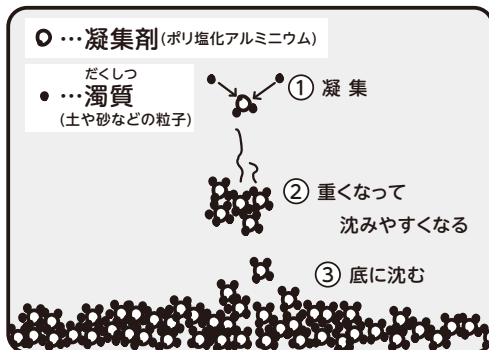 …凝集剤(ポリ塩化アルミニウム)
だくしつ
…濁質
(土や砂などの粒子)
① 凝集
② 重くなって
沈みやすくなる
③ 底に沈む